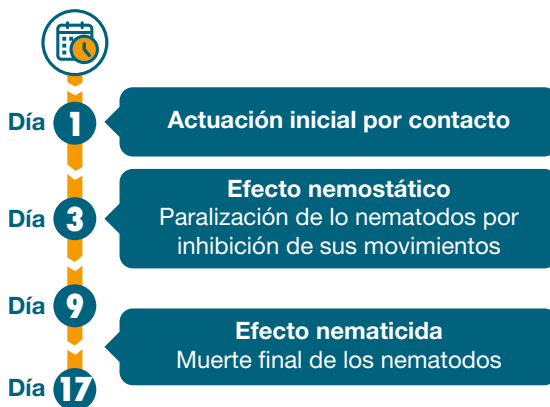 Día 1
Actuación inicial por contacto
Día 3
Efecto nemostático
Paralización de lo nematodos por
inhibición de sus movimientos
Día 9
Efecto nematicida
Muerte final de los nematodos
Día 17